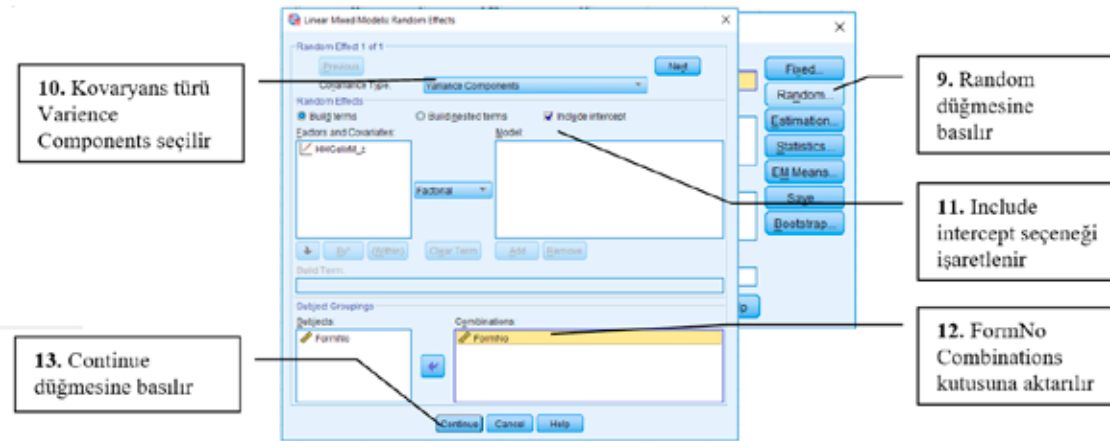 Linear Mixed Models: Random Effects
Random Effect 1 of 1
Previous
Next
Covariance Type:
Variance Components
Random Effects
Build terms
Build nested terms
Include intercept
Factors and Covariates:
Model:
Factorial
By*
(Within)
Clear Term
Add
Remove
Build Term:
Subject Groupings
Subjects:
Combinations:
FormNo
FormNo
Continue
Cancel
Help
Fixed...
Random...
Estimation...
Statistics...
EM Means...
Save...
Bootstrap...
10. Kovaryans türü
Varience
Components seçilir
9. Random
düğmesine
basılır
11. Include
intercept seçeneği
işaretlenir
12. FormNo
Combinations
kutusuna aktarılır
13. Continue
düğmesine basılır